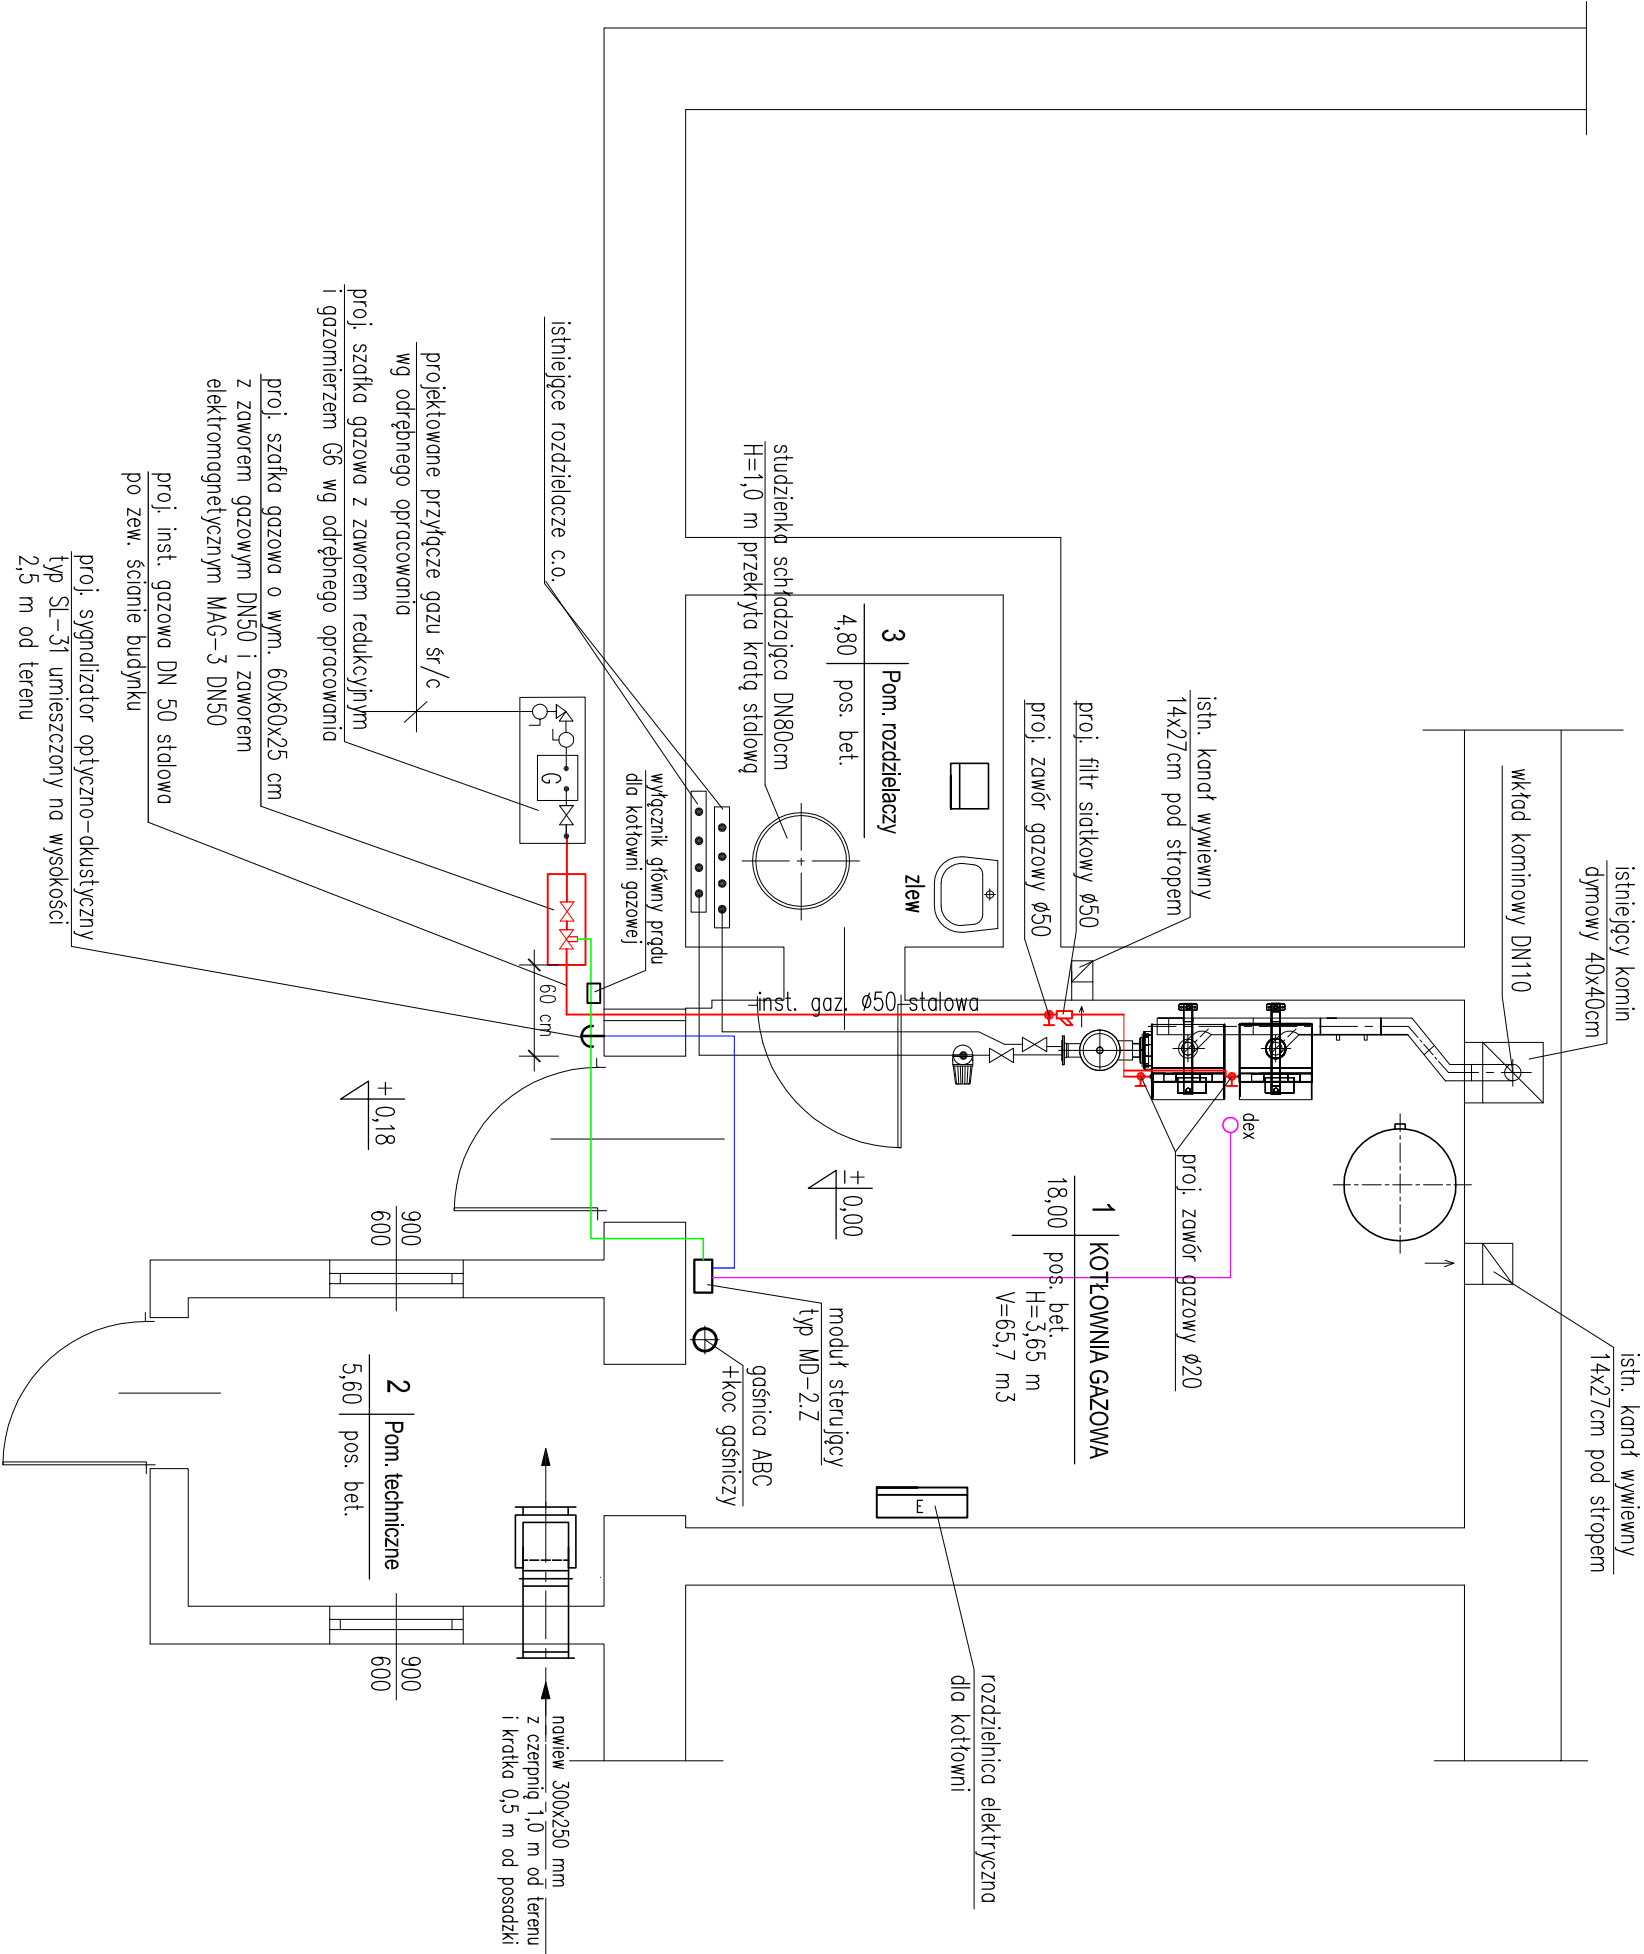 istniejący komin
dymowy 40x40cm
wkład kominowy DN110
istn. kanał wywiewny
14x27cm pod stropem
istn. kanał wywiewny
14x27cm pod stropem
proj. filtr siatkowy ø50
proj. zawór gazowy ø50
proj. zawór gazowy ø20
dex
1
KOTŁOWNIA GAZOWA
18,00
pos. bet.
H=3,65 m
V=65,7 m3
inst. gaz. ø50 stalowa
zlew
3
Pom. rozdzielaczy
4,80
pos. bet.
studzienka schładzająca DN80cm
H=1,0 m przekryta kratą stalową
± 0,00
rozdzielnica elektryczna
dla kotłowni
E
moduł sterujący
typ MD-2.Z
gaśnica ABC
+koc gaśniczy
wyłącznik główny prądu
dla kotłowni gazowej
istniejące rozdzielacze c.o.
60 cm
G
projektowane przyłącze gazu śr/c
wg odrębnego opracowania
proj. szafka gazowa z zaworem redukcyjnym
i gazomierzem G6 wg odrębnego opracowania
proj. szafka gazowa o wym. 60x60x25 cm
z zaworem gazowym DN50 i zaworem
elektromagnetycznym MAG-3 DN50
proj. inst. gazowa DN 50 stalowa
po zew. ścianie budynku
proj. sygnalizator optyczno-akustyczny
typ SL-31 umieszczony na wysokości
2,5 m od terenu
+ 0,18
900
600
2
Pom. techniczne
5,60
pos. bet.
900
600
nawiew 300x250 mm
z czerpnią 1,0 m od terenu
i kratka 0,5 m od posadzki